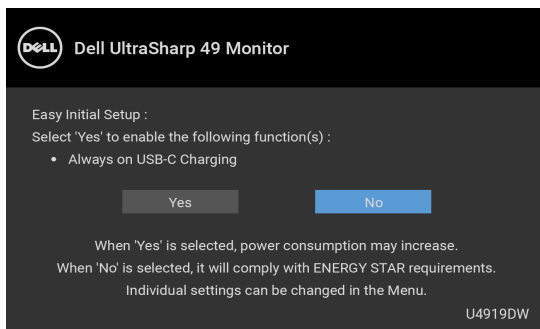 DELL
Dell UltraSharp 49 Monitor
Easy Initial Setup :
Select 'Yes' to enable the following function(s) :
• Always on USB-C Charging
Yes
No
When 'Yes' is selected, power consumption may increase.
When 'No' is selected, it will comply with ENERGY STAR requirements.
Individual settings can be changed in the Menu.
U4919DW